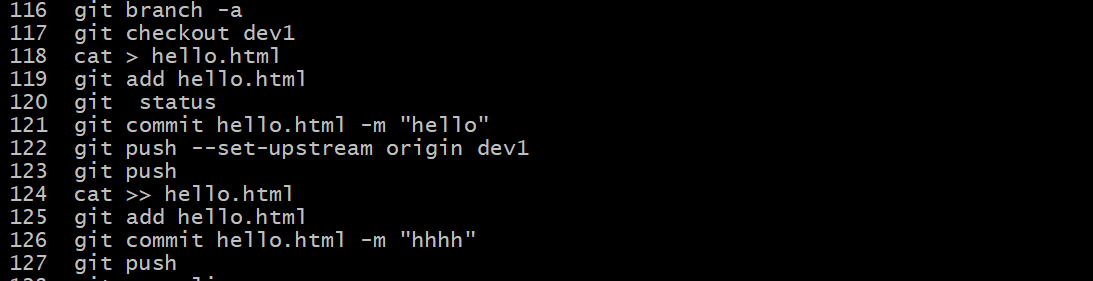 116 git branch -a
117 git checkout dev1
118 cat > hello.html
119 git add hello.html
120 git  status
121 git commit hello.html -m "hello"
122 git push --set-upstream origin dev1
123 git push
124 cat >> hello.html
125 git add hello.html
126 git commit hello.html -m "hhhh"
127 git push